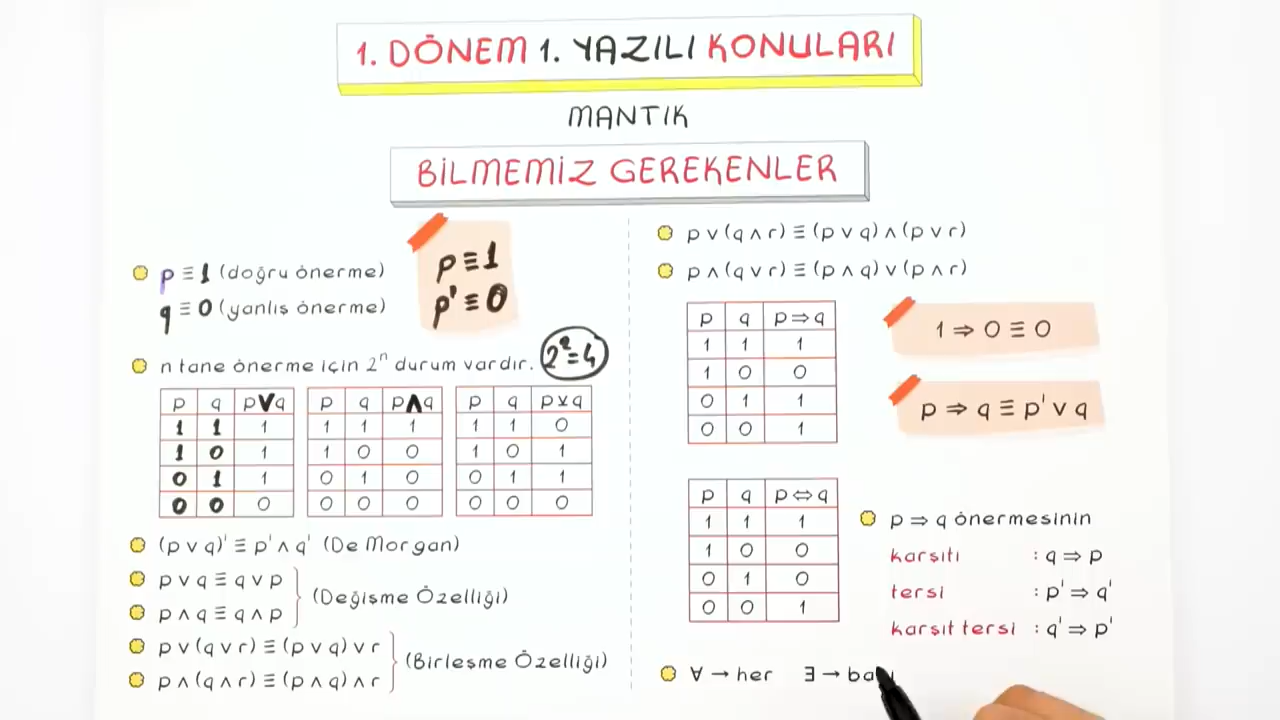 1. DÖNEM 1. YAZILI KONULARI
MANTIK
BİLMEMİZ GEREKENLER
p ≡ 1 (doğru önerme)
q ≡ 0 (yanlış önerme)
p ≡ 1
p' ≡ 0
n tane önerme için 2ⁿ durum vardır.
2² = 4
p q p∨q
1 1 1
1 0 1
0 1 1
0 0 0
p q p∧q
1 1 1
1 0 0
0 1 0
0 0 0
p q p⊻q
1 1 0
1 0 1
0 1 1
0 0 0
(p ∨ q)' ≡ p' ∧ q' (De Morgan)
p ∨ q ≡ q ∨ p
p ∧ q ≡ q ∧ p
(Değişme Özelliği)
p ∨ (q ∨ r) ≡ (p ∨ q) ∨ r
p ∧ (q ∧ r) ≡ (p ∧ q) ∧ r
(Birleşme Özelliği)
p ∨ (q ∧ r) ≡ (p ∨ q) ∧ (p ∨ r)
p ∧ (q ∨ r) ≡ (p ∧ q) ∨ (p ∧ r)
p q p⇒q
1 1 1
1 0 0
0 1 1
0 0 1
1 ⇒ 0 ≡ 0
p ⇒ q ≡ p' ∨ q
p q p⇔q
1 1 1
1 0 0
0 1 0
0 0 1
p ⇒ q önermesinin
karşıtı : q ⇒ p
tersi : p' ⇒ q'
karşıt tersi : q' ⇒ p'
∀ → her ∃ →